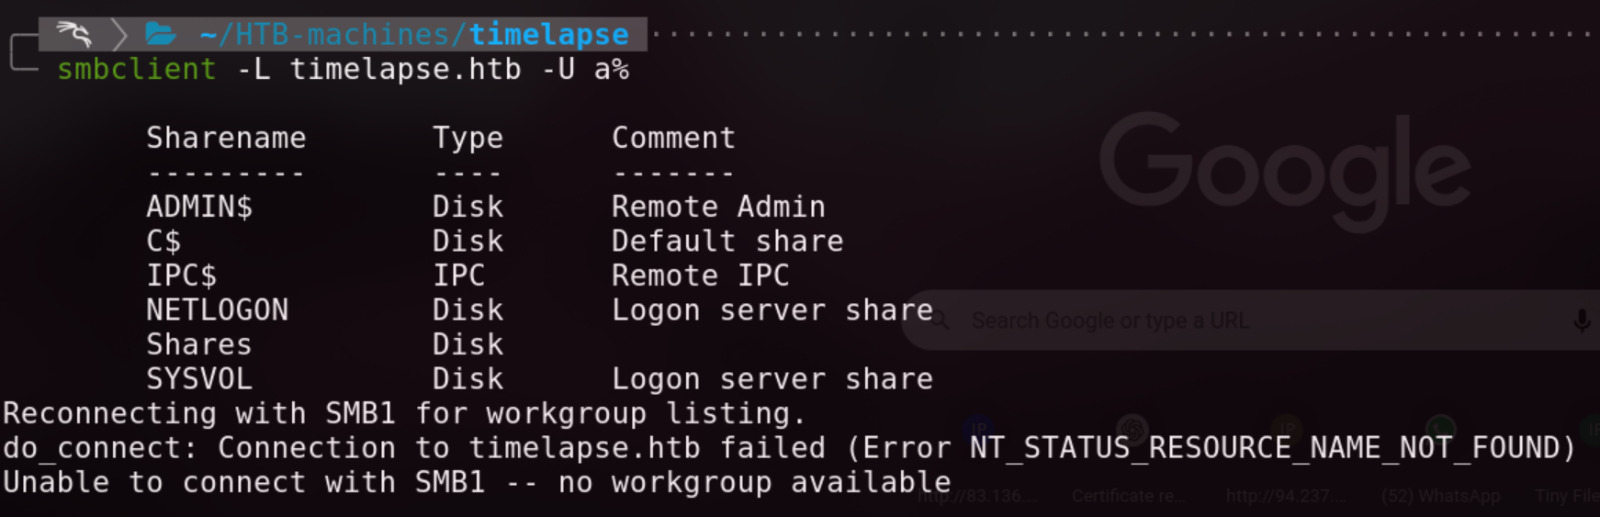 ~/HTB-machines/timelapse
smbclient -L timelapse.htb -U a%
Sharename Type Comment
--------- ---- -------
ADMIN$ Disk Remote Admin
C$ Disk Default share
IPC$ IPC Remote IPC
NETLOGON Disk Logon server share
Shares Disk
SYSVOL Disk Logon server share
Reconnecting with SMB1 for workgroup listing.
do_connect: Connection to timelapse.htb failed (Error NT_STATUS_RESOURCE_NAME_NOT_FOUND)
Unable to connect with SMB1 -- no workgroup available
Google
Search Google or type a URL
IP IP
http://83.136... Certificate re... http://94.237... (52) WhatsApp Tiny File